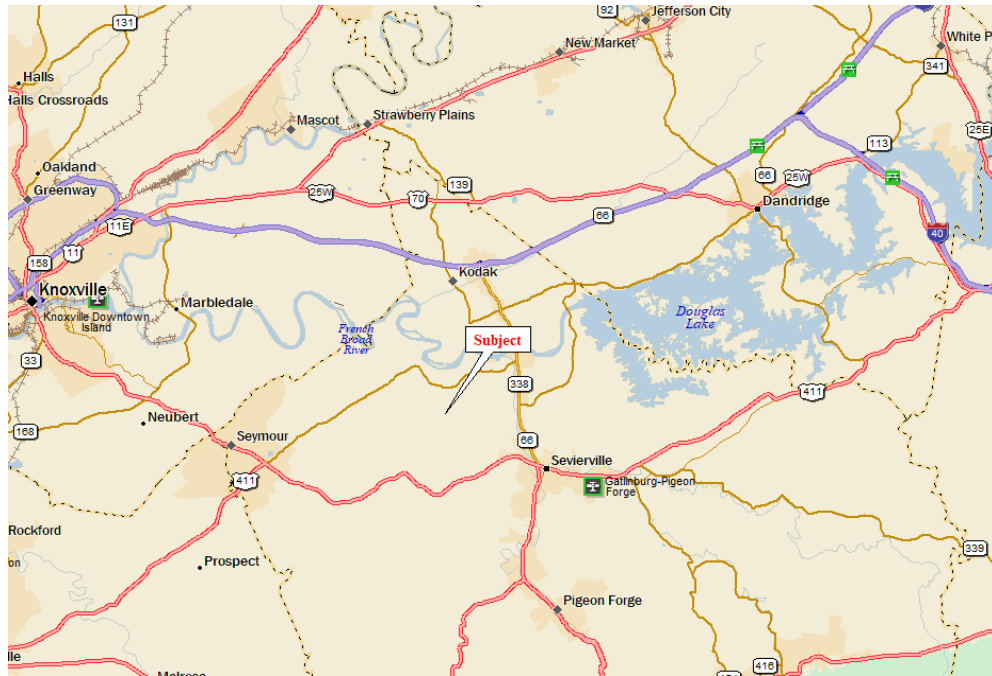 131
92
Jefferson City
New Market
White P
Halls
Halls Crossroads
341
Mascot
Strawberry Plains
25E
Oakland
113
Greenway
25W
70
139
66
25W
Dandridge
11E
66
11
40
158
Kodak
Knoxville
Knoxville Downtown
Island
Marbledale
French
Broad
River
Douglas
Lake
Subject
33
338
411
Neubert
168
Seymour
66
Sevierville
411
Gatlinburg-Pigeon
Forge
Rockford
339
Prospect
Pigeon Forge
416